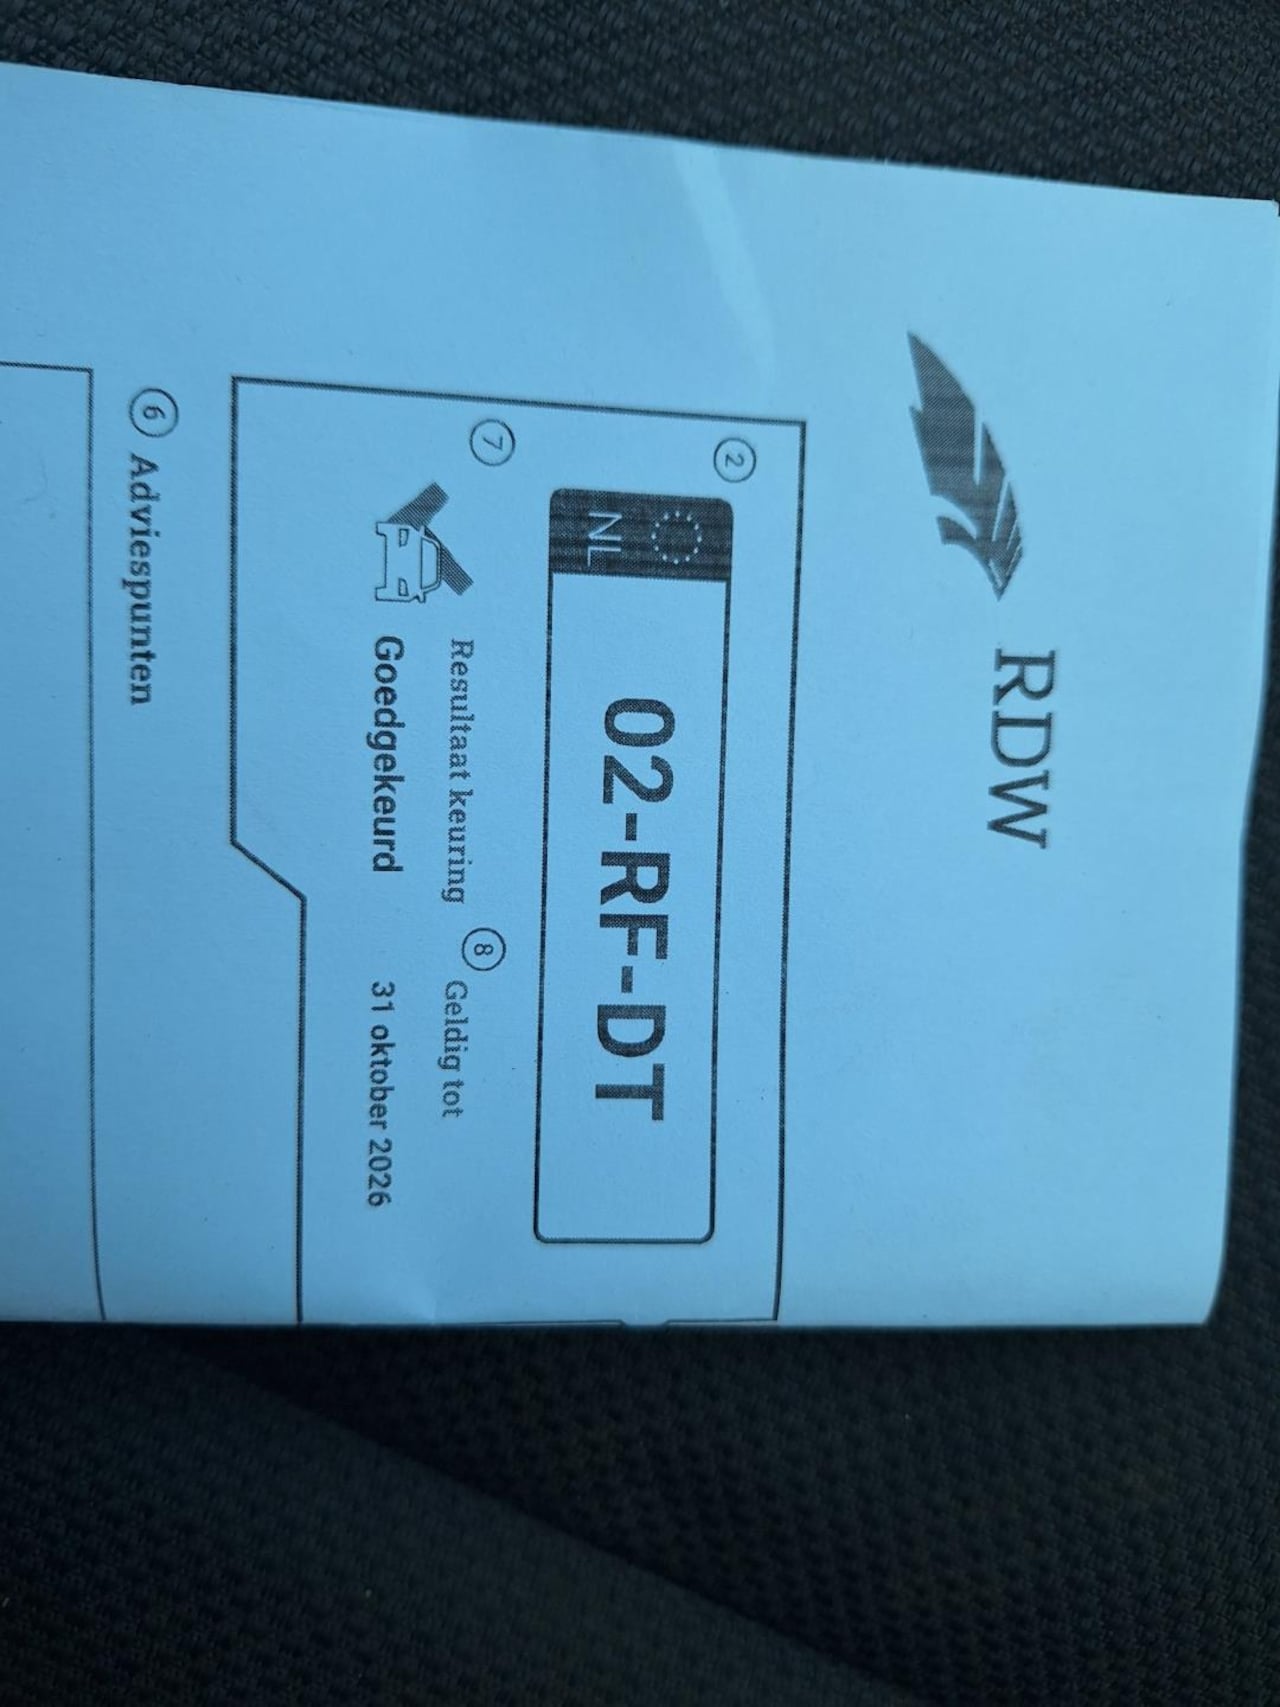 RDW
2
NL
02-RF-DT
7 Resultaat keuring
Goedgekeurd
8 Geldig tot
31 oktober 2026
6 Adviespunten